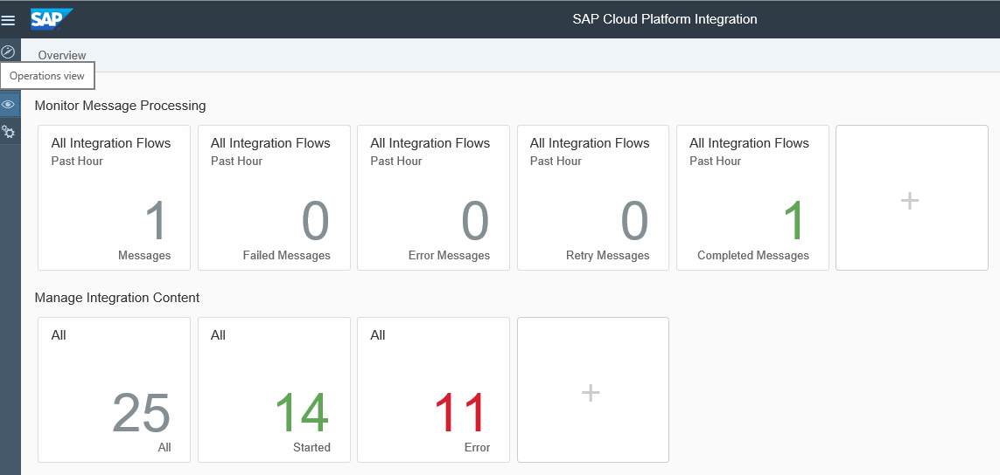 SAP
SAP Cloud Platform Integration
Overview
Operations view
Monitor Message Processing
All Integration Flows
Past Hour
1
Messages
All Integration Flows
Past Hour
0
Failed Messages
All Integration Flows
Past Hour
0
Error Messages
All Integration Flows
Past Hour
0
Retry Messages
All Integration Flows
Past Hour
1
Completed Messages
+
Manage Integration Content
All
25
All
All
14
Started
All
11
Error
+